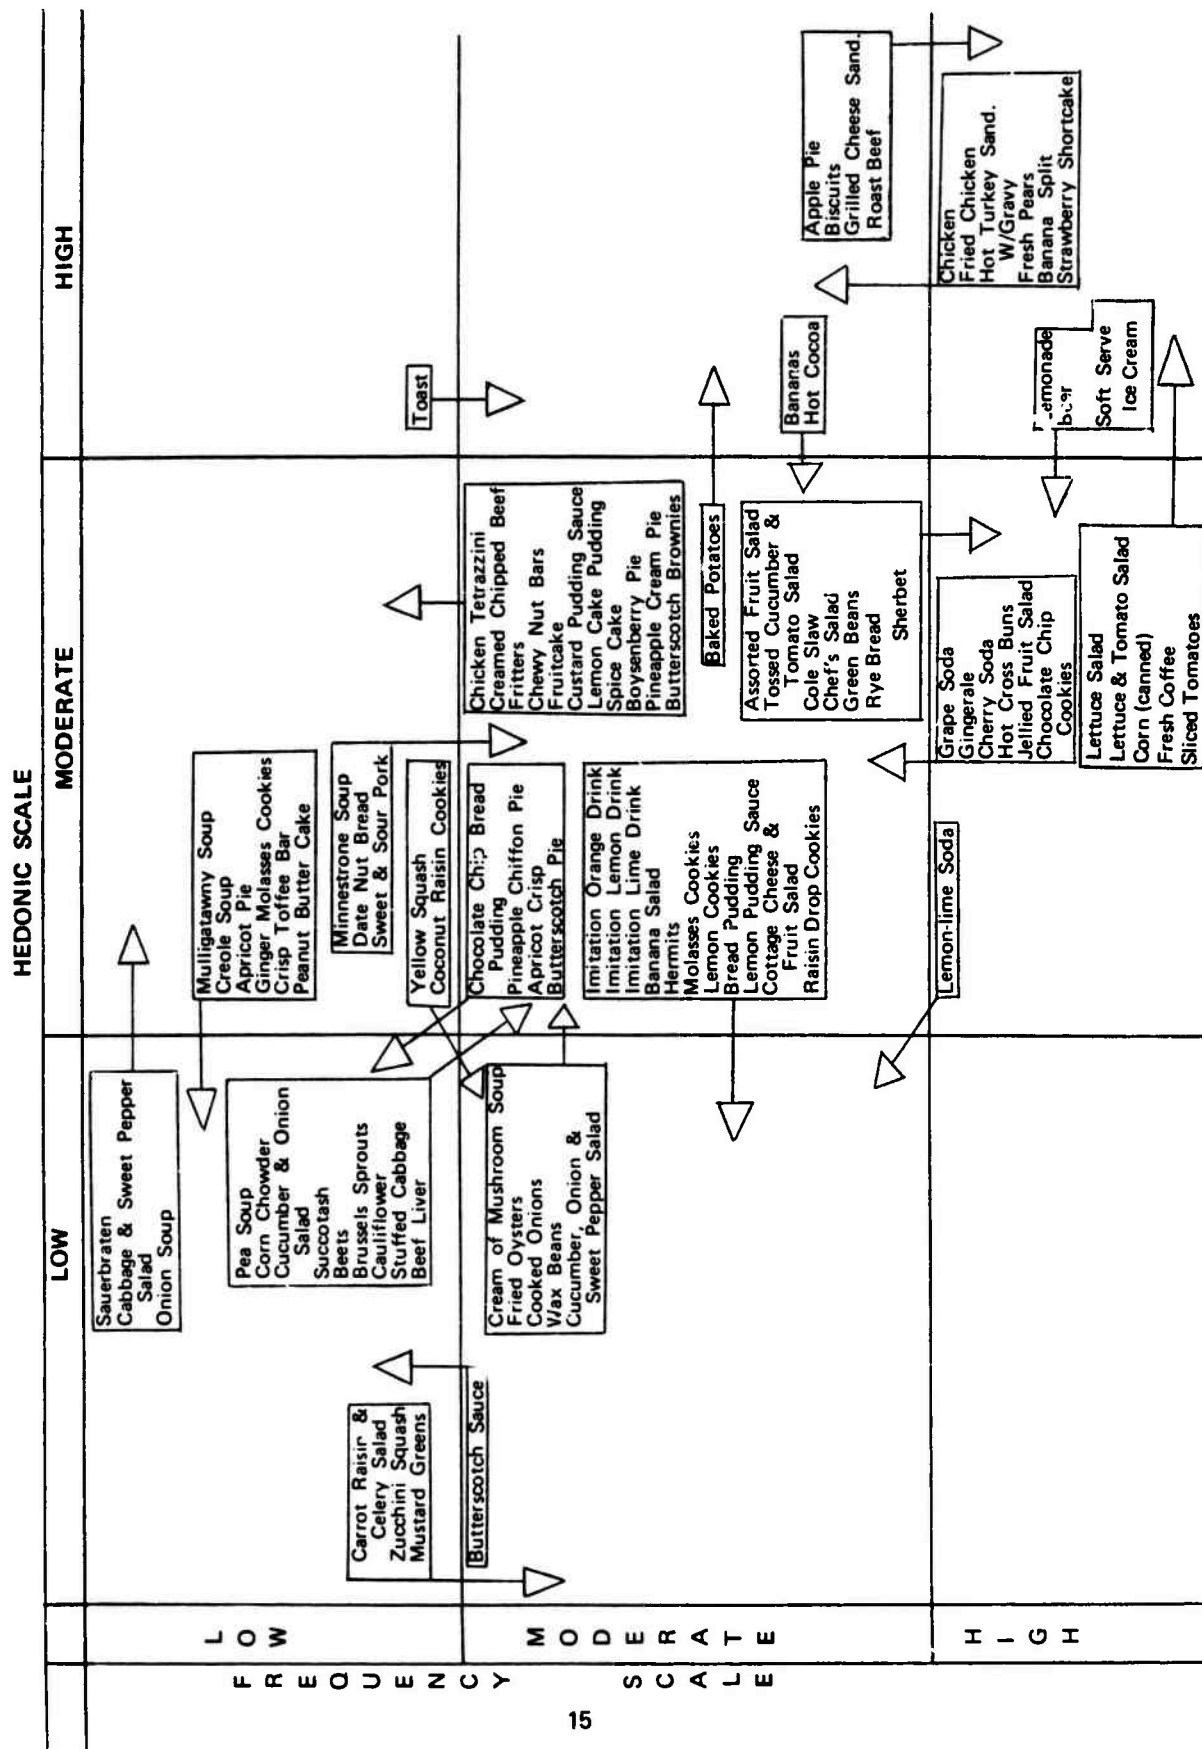 HEDONIC SCALE
LOW
MODERATE
HIGH
FREQUENCY
SCALE
LOW
MODERATE
HIGH
Sauerbraten
Cabbage & Sweet Pepper
Salad
Onion Soup
Mulligatawny Soup
Creole Soup
Apricot Pie
Ginger Molasses Cookies
Crisp Toffee Bar
Peanut Butter Cake
Pea Soup
Corn Chowder
Cucumber & Onion
Salad
Succotash
Beets
Brussels Sprouts
Cauliflower
Stuffed Cabbage
Beef Liver
Carrot Raisin &
Celery Salad
Zucchini Squash
Mustard Greens
Minnestrone Soup
Date Nut Bread
Sweet & Sour Pork
Yellow Squash
Coconut Raisin Cookies
Toast
Butterscotch Sauce
Cream of Mushroom Soup
Fried Oysters
Cooked Onions
Wax Beans
Cucumber, Onion &
Sweet Pepper Salad
Chocolate Chip Bread
Pudding
Pineapple Chiffon Pie
Apricot Crisp
Butterscotch Pie
Chicken Tetrazzini
Creamed Chipped Beef
Fritters
Chewy Nut Bars
Fruitcake
Custard Pudding Sauce
Lemon Cake Pudding
Spice Cake
Boysenberry Pie
Pineapple Cream Pie
Butterscotch Brownies
Imitation Orange Drink
Imitation Lemon Drink
Imitation Lime Drink
Banana Salad
Hermits
Molasses Cookies
Lemon Cookies
Bread Pudding
Lemon Pudding Sauce
Cottage Cheese &
Fruit Salad
Raisin Drop Cookies
Baked Potatoes
Assorted Fruit Salad
Tossed Cucumber &
Tomato Salad
Cole Slaw
Chef's Salad
Green Beans
Rye Bread
Sherbet
Bananas
Hot Cocoa
Apple Pie
Biscuits
Grilled Cheese Sand.
Roast Beef
Lemon-lime Soda
Grape Soda
Gingerale
Cherry Soda
Hot Cross Buns
Jellied Fruit Salad
Chocolate Chip
Cookies
Lettuce Salad
Lettuce & Tomato Salad
Corn (canned)
Fresh Coffee
Sliced Tomatoes
Chicken
Fried Chicken
Hot Turkey Sand.
W/Gravy
Fresh Pears
Banana Split
Strawberry Shortcake
Lemonade
Soft Serve
Ice Cream
15